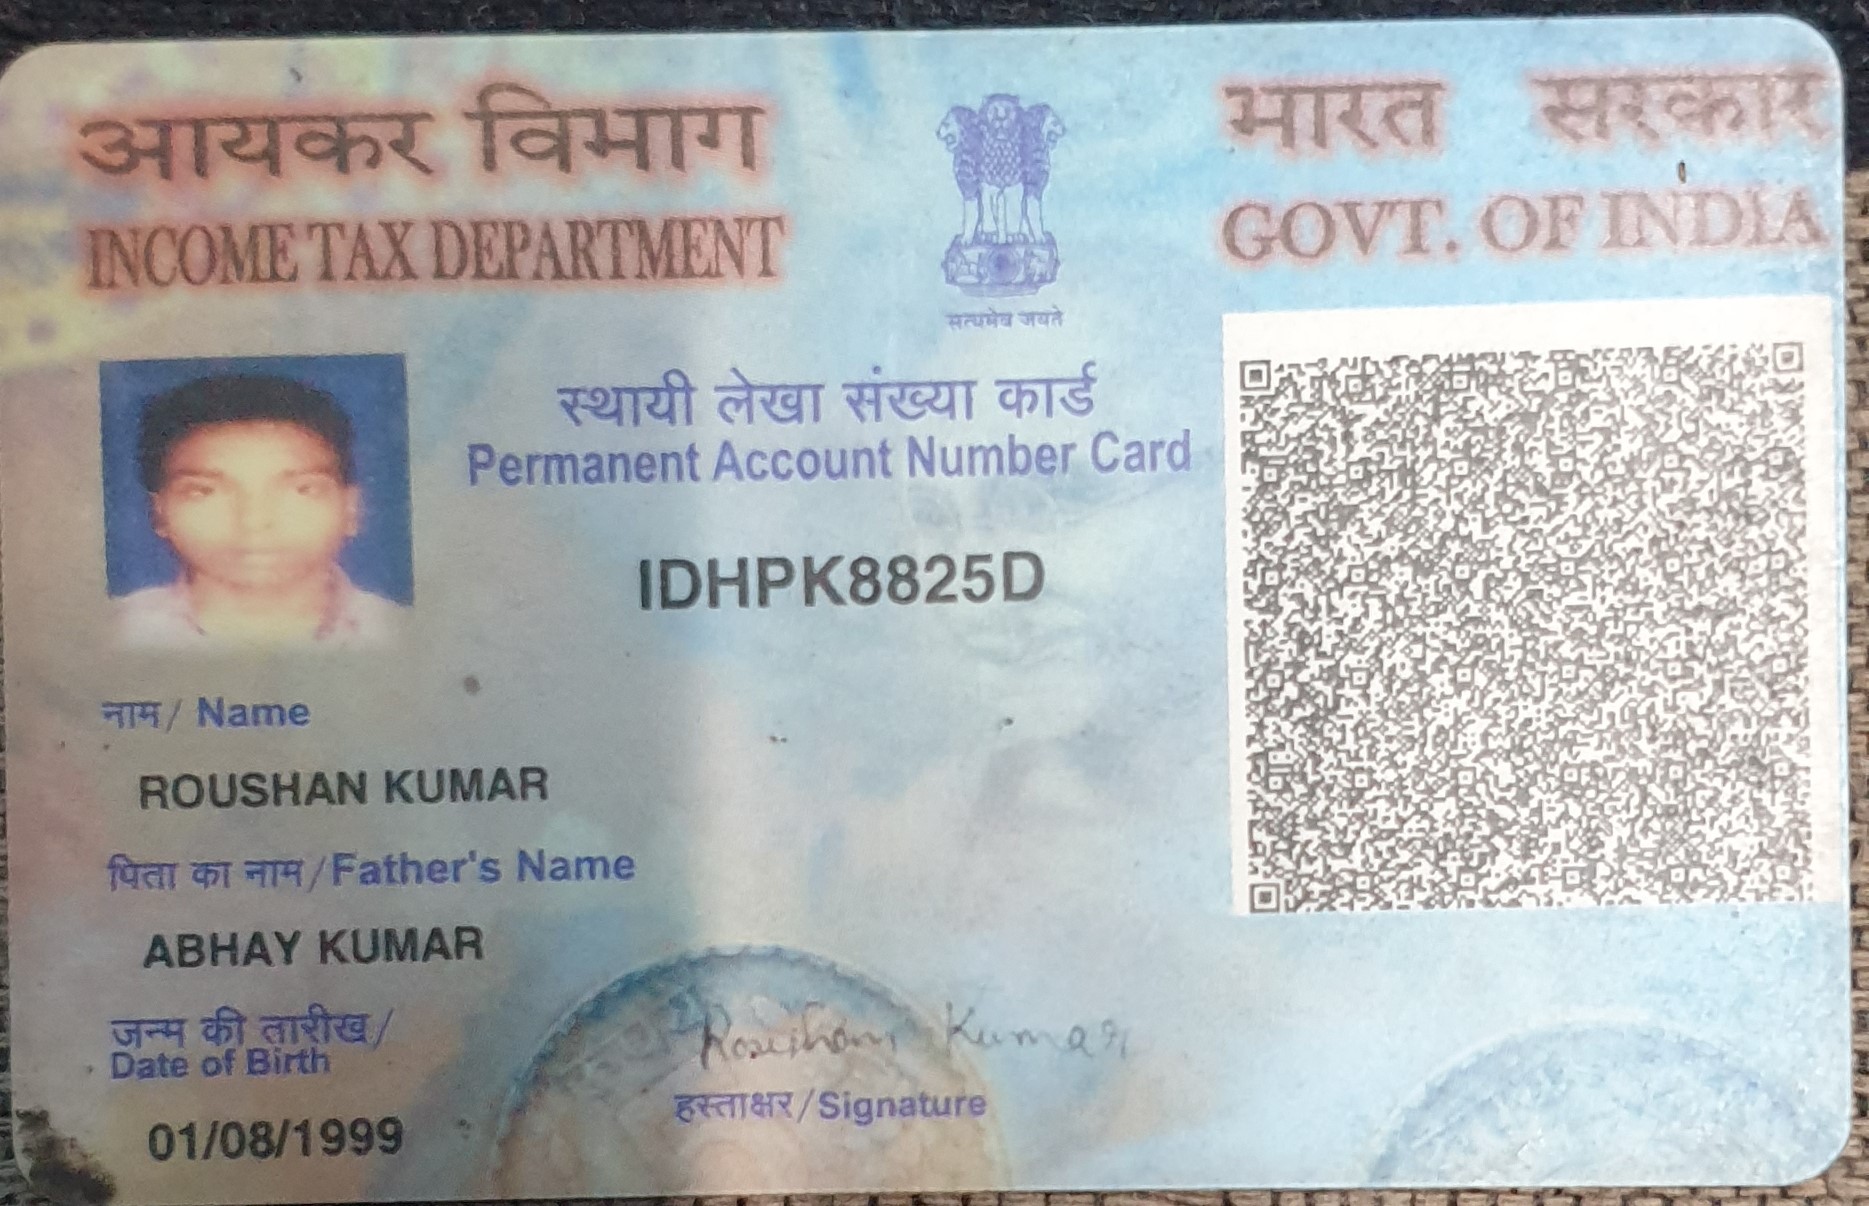 आयकर विभाग
INCOME TAX DEPARTMENT
भारत सरकार
GOVT. OF INDIA
सत्यमेव जयते
स्थायी लेखा संख्या कार्ड
Permanent Account Number Card
IDHPK8825D
नाम / Name
ROUSHAN KUMAR
पिता का नाम / Father's Name
ABHAY KUMAR
जन्म की तारीख /
Date of Birth
01/08/1999
Roushan Kumar
हस्ताक्षर / Signature